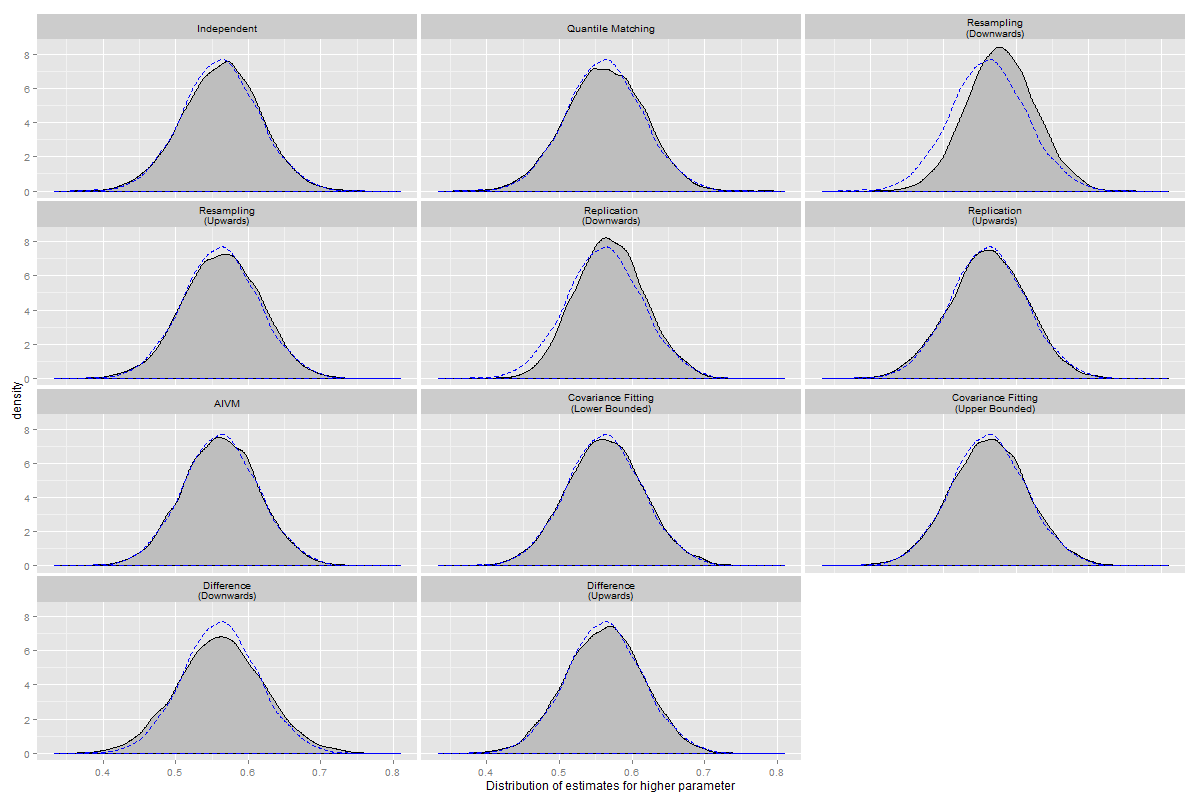 Independent
Quantile Matching
Resampling
(Downwards)
8
6
4
2
0
Resampling
(Upwards)
Replication
(Downwards)
Replication
(Upwards)
8
6
4
2
0
density
AIVM
Covariance Fitting
(Lower Bounded)
Covariance Fitting
(Upper Bounded)
8
6
4
2
0
Difference
(Downwards)
Difference
(Upwards)
8
6
4
2
0
0.4 0.5 0.6 0.7 0.8
0.4 0.5 0.6 0.7 0.8
Distribution of estimates for higher parameter